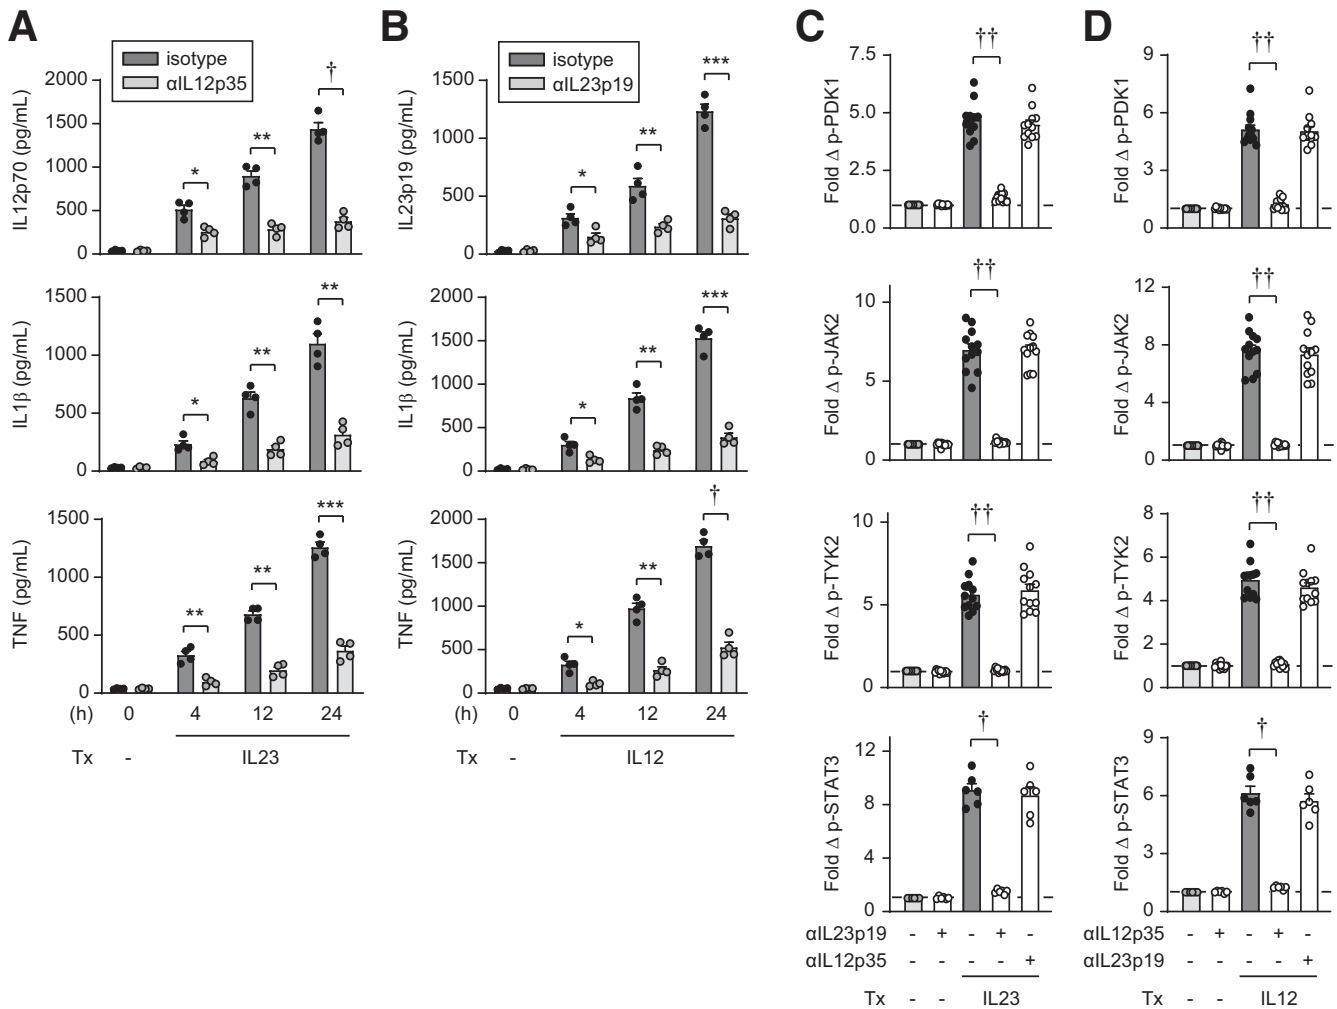 A
isotype
αIL12p35
IL12p70 (pg/mL)
2000
1500
1000
500
0
*
**
†
IL1β (pg/mL)
1500
1000
500
0
*
**
**
TNF (pg/mL)
1500
1000
500
0
**
**
***
(h) 0 4 12 24
Tx - IL23
B
isotype
αIL23p19
IL23p19 (pg/mL)
1500
1000
500
0
*
**
***
IL1β (pg/mL)
2000
1500
1000
500
0
*
**
***
TNF (pg/mL)
2000
1500
1000
500
0
*
**
†
(h) 0 4 12 24
Tx - IL12
C
Fold Δ p-PDK1
7.5
5.0
2.5
0.0
††
Fold Δ p-JAK2
10
5
0
††
Fold Δ p-TYK2
10
5
0
††
Fold Δ p-STAT3
12
8
4
0
†
αIL23p19 - + - + -
αIL12p35 - - - - +
Tx - - IL23
D
Fold Δ p-PDK1
9
6
3
0
††
Fold Δ p-JAK2
12
8
4
0
††
Fold Δ p-TYK2
8
6
4
2
0
††
Fold Δ p-STAT3
9
6
3
0
†
αIL12p35 - + - + -
αIL23p19 - - - - +
Tx - - IL12